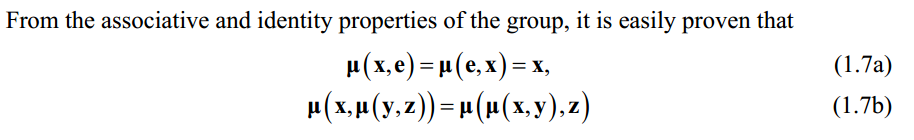 From the associative and identity properties of the group, it is easily proven that
μ(x,e)=μ(e,x)=x, (1.7a)
μ(x,μ(y,z))=μ(μ(x,y),z) (1.7b)